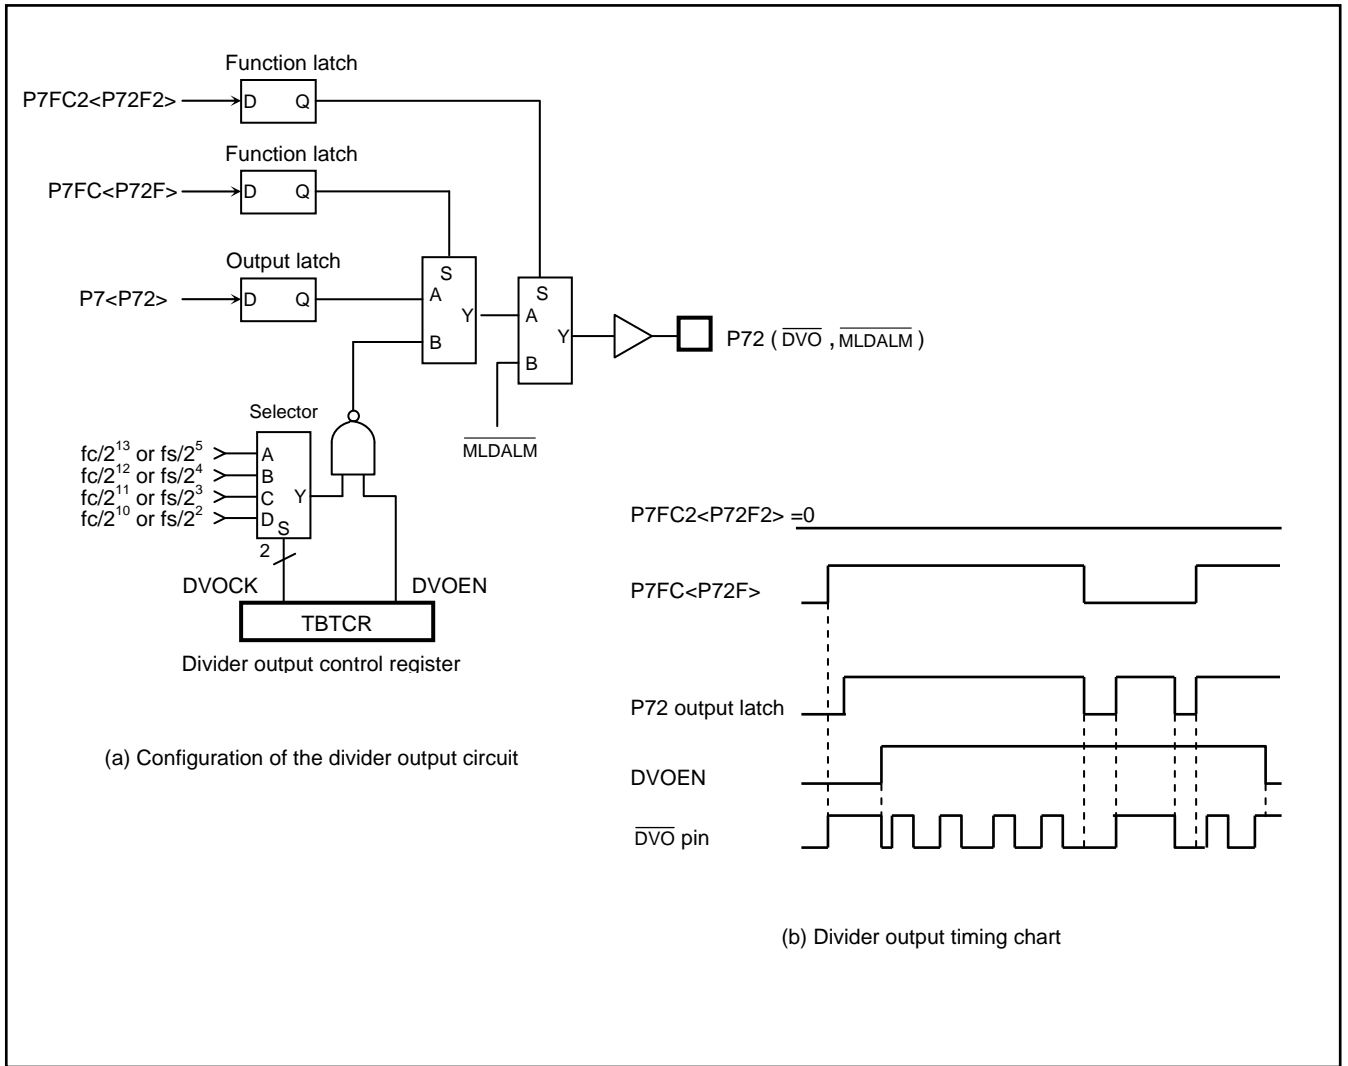 Function latch
P7FC2<P72F2>
D Q
Function latch
P7FC<P72F>
D Q
Output latch
P7<P72>
D Q
S
A
Y
B
S
A
Y
B
P72 ( DVO , MLDALM )
MLDALM
Selector
fc/2^13 or fs/2^5
fc/2^12 or fs/2^4
fc/2^11 or fs/2^3
fc/2^10 or fs/2^2
A
B
C Y
D
S
2
DVOCK
DVOEN
TBTCR
Divider output control register
(a) Configuration of the divider output circuit
P7FC2<P72F2> =0
P7FC<P72F>
P72 output latch
DVOEN
DVO pin
(b) Divider output timing chart